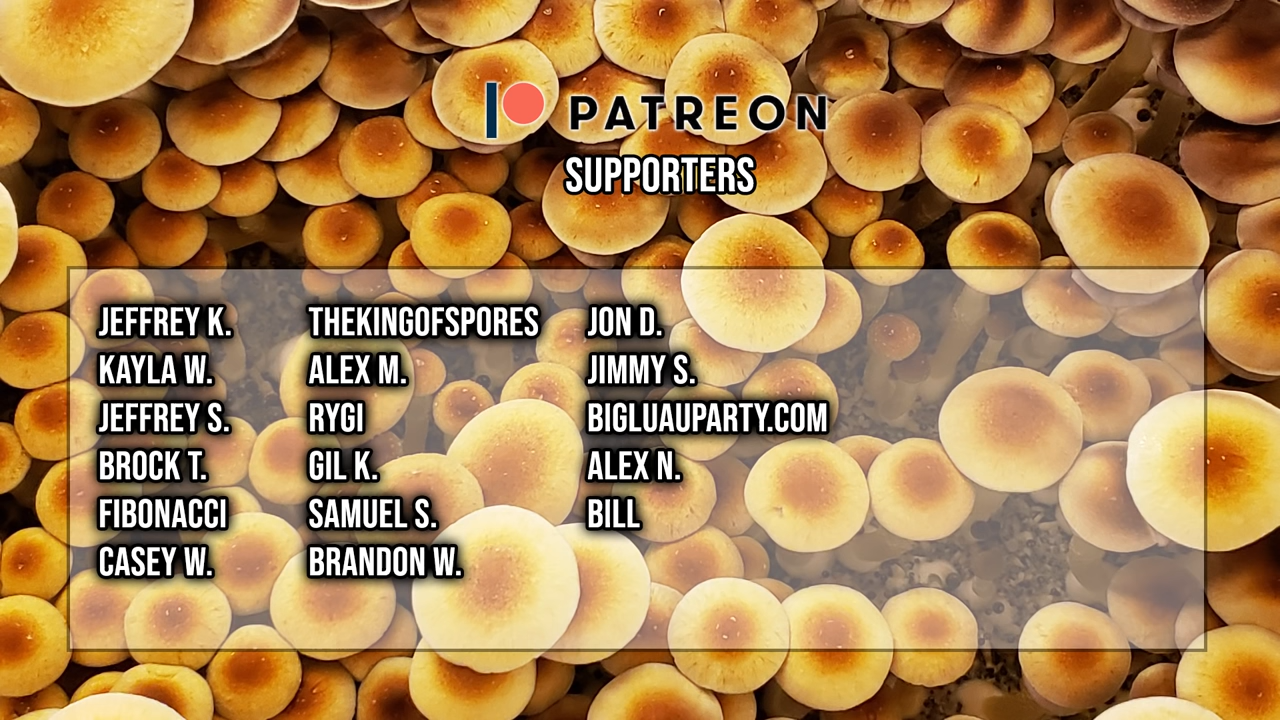 PATREON
SUPPORTERS
JEFFREY K.
KAYLA W.
JEFFREY S.
BROCK T.
FIBONACCI
CASEY W.
THEKINGOFSPORES
ALEX M.
RYGI
GIL K.
SAMUEL S.
BRANDON W.
JON D.
JIMMY S.
BIGLUAUPARTY.COM
ALEX N.
BILL